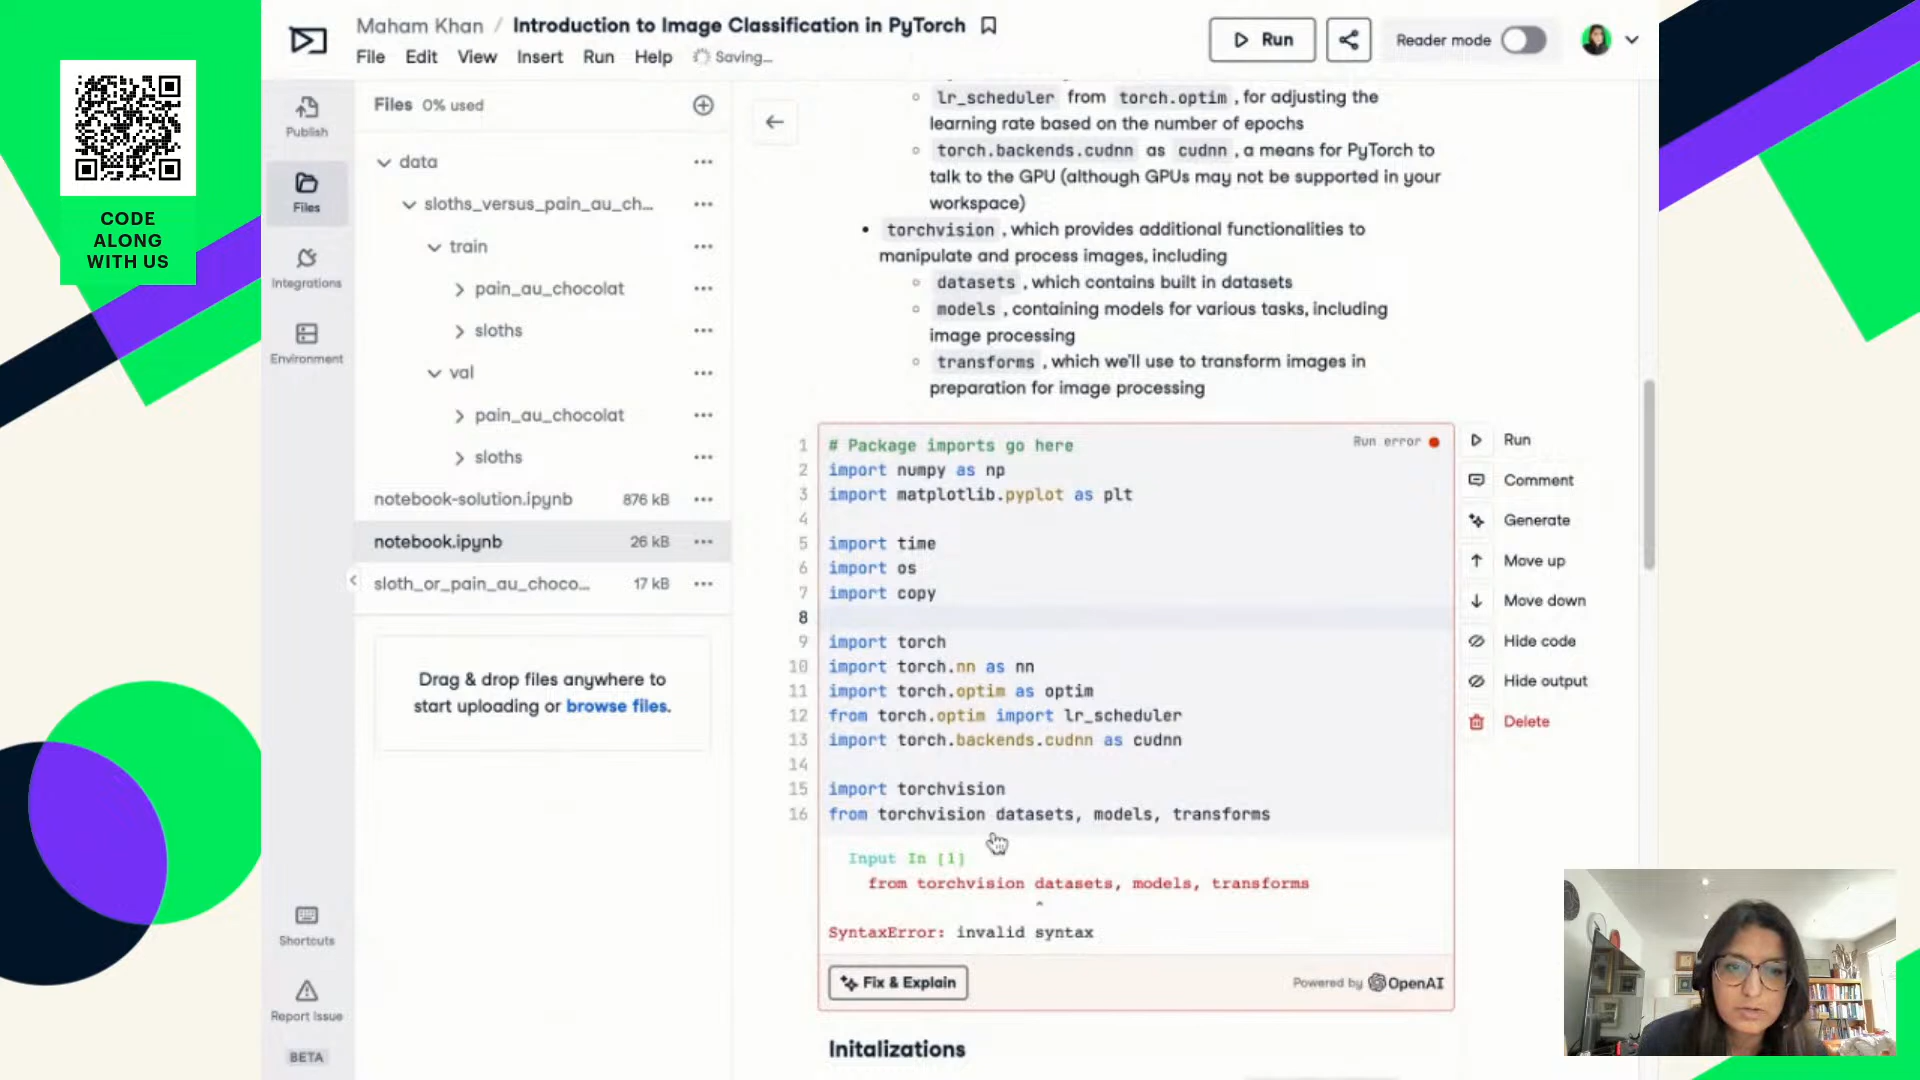 CODE
ALONG
WITH US
Maham Khan / Introduction to Image Classification in PyTorch
Run
Reader mode
File Edit View Insert Run Help Saving...
Publish
Files
Integrations
Environment
Shortcuts
Report Issue
BETA
Files 0% used
data
sloths_versus_pain_au_ch...
train
pain_au_chocolat
sloths
val
pain_au_chocolat
sloths
notebook-solution.ipynb 876 kB
notebook.ipynb 26 kB
sloth_or_pain_au_choco... 17 kB
Drag & drop files anywhere to
start uploading or browse files.
lr_scheduler from torch.optim , for adjusting the
learning rate based on the number of epochs
torch.backends.cudnn as cudnn , a means for PyTorch to
talk to the GPU (although GPUs may not be supported in your
workspace)
torchvision , which provides additional functionalities to
manipulate and process images, including
datasets , which contains built in datasets
models , containing models for various tasks, including
image processing
transforms , which we'll use to transform images in
preparation for image processing
1 # Package imports go here
Run error
2 import numpy as np
3 import matplotlib.pyplot as plt
4
5 import time
6 import os
7 import copy
8
9 import torch
10 import torch.nn as nn
11 import torch.optim as optim
12 from torch.optim import lr_scheduler
13 import torch.backends.cudnn as cudnn
14
15 import torchvision
16 from torchvision datasets, models, transforms
Input In [1]
from torchvision datasets, models, transforms
^
SyntaxError: invalid syntax
Fix & Explain
Powered by OpenAI
Initalizations
Run
Comment
Generate
Move up
Move down
Hide code
Hide output
Delete